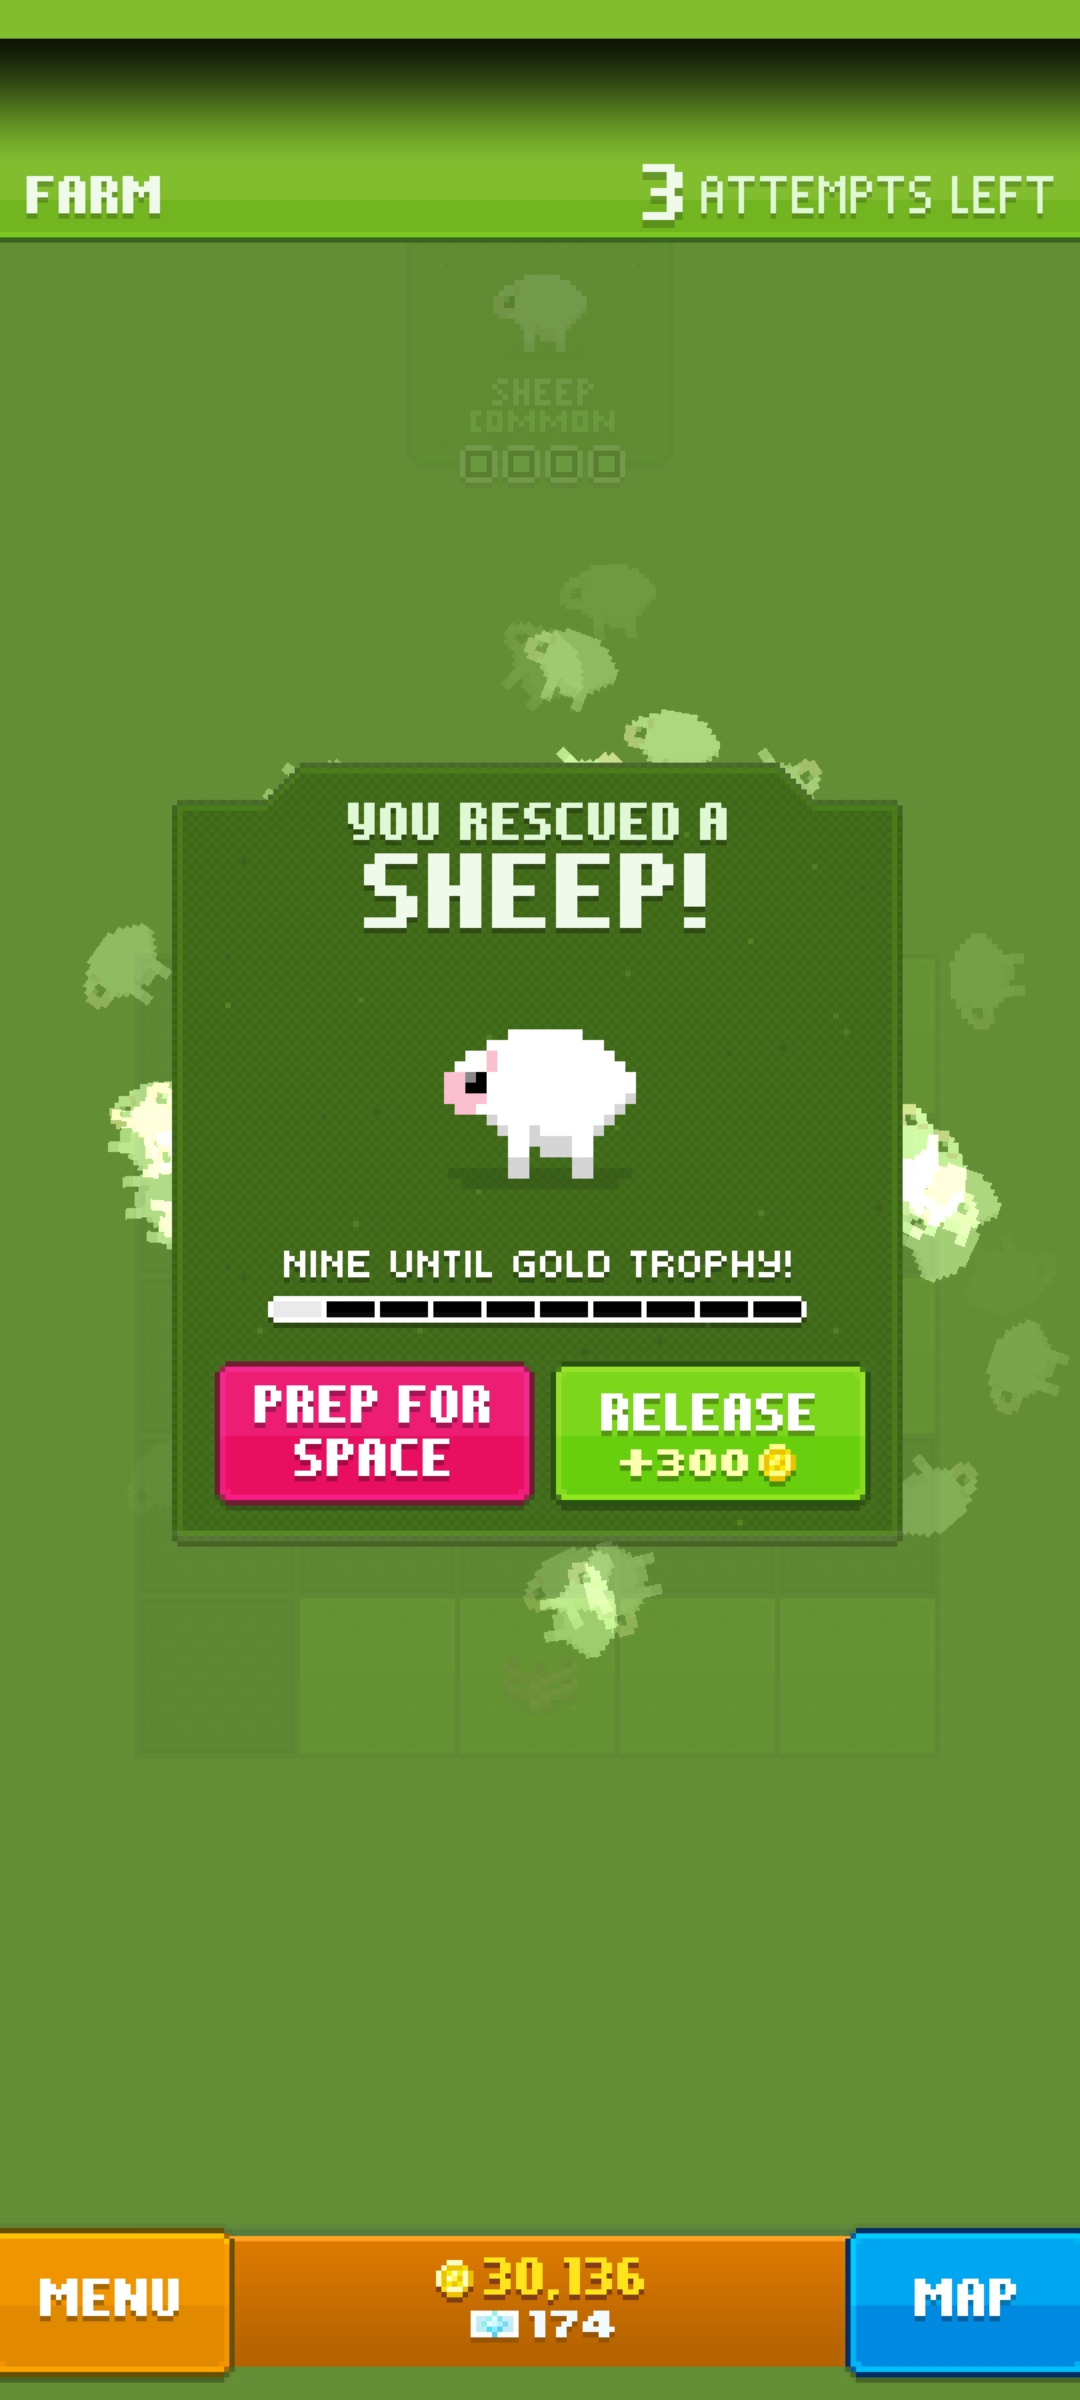 FARM
3 ATTEMPTS LEFT
SHEEP
COMMON
YOU RESCUED A
SHEEP!
NINE UNTIL GOLD TROPHY!
PREP FOR
SPACE
RELEASE
+300
MENU
30,136
174
MAP